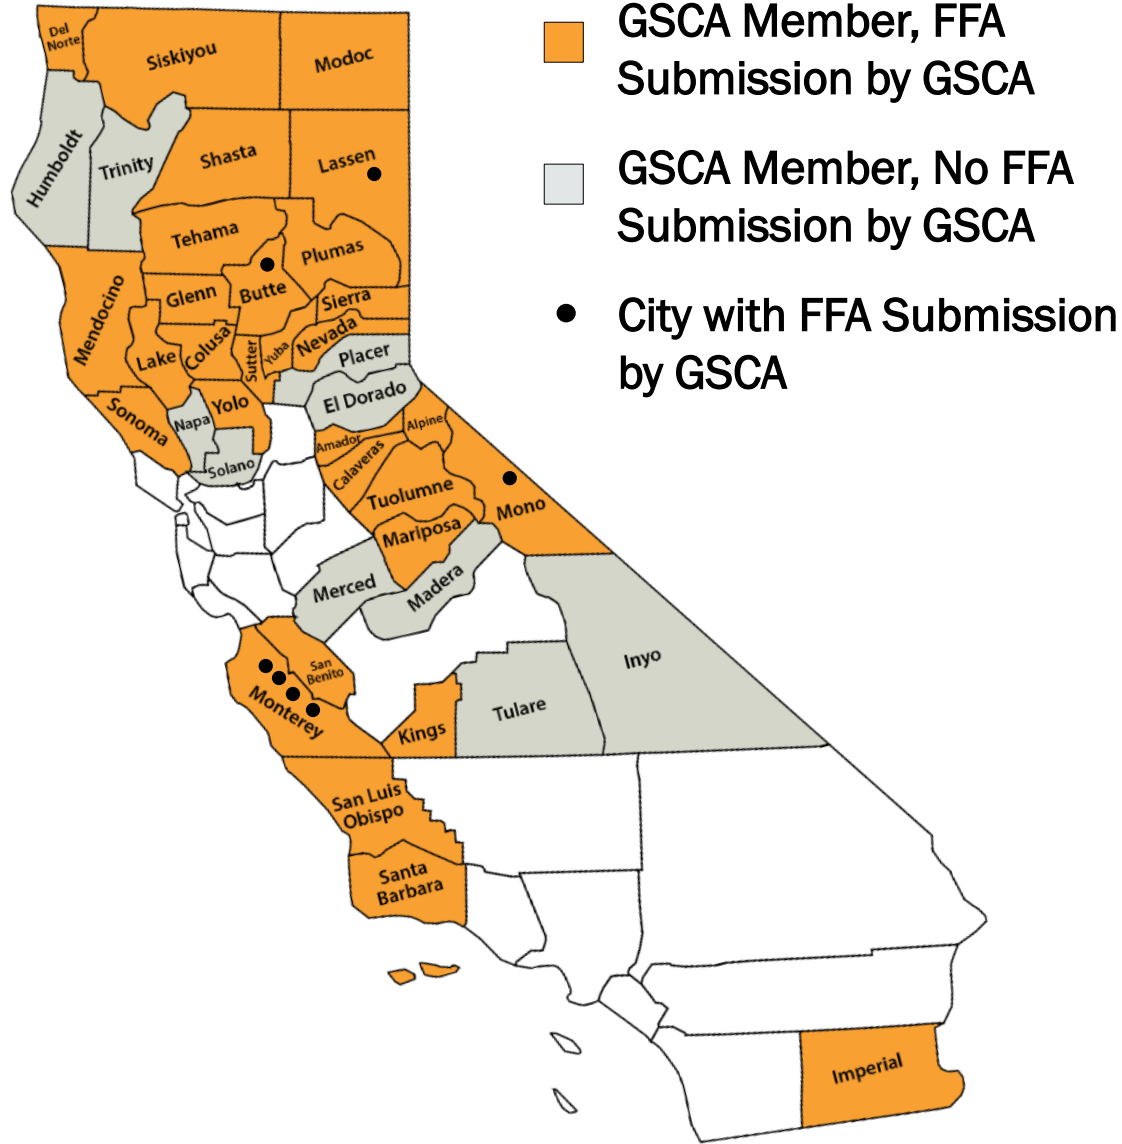 GSCA Member, FFA
Submission by GSCA
GSCA Member, No FFA
Submission by GSCA
City with FFA Submission
by GSCA
Del
Norte
Siskiyou
Modoc
Humboldt
Trinity
Shasta
Lassen
Tehama
Plumas
Mendocino
Glenn
Butte
Sierra
Lake
Colusa
Sutter
Yuba
Nevada
Placer
El Dorado
Sonoma
Napa
Yolo
Solano
Amador
Alpine
Calaveras
Tuolumne
Mono
Mariposa
Merced
Madera
Inyo
San
Benito
Monterey
Kings
Tulare
San Luis
Obispo
Santa
Barbara
Imperial